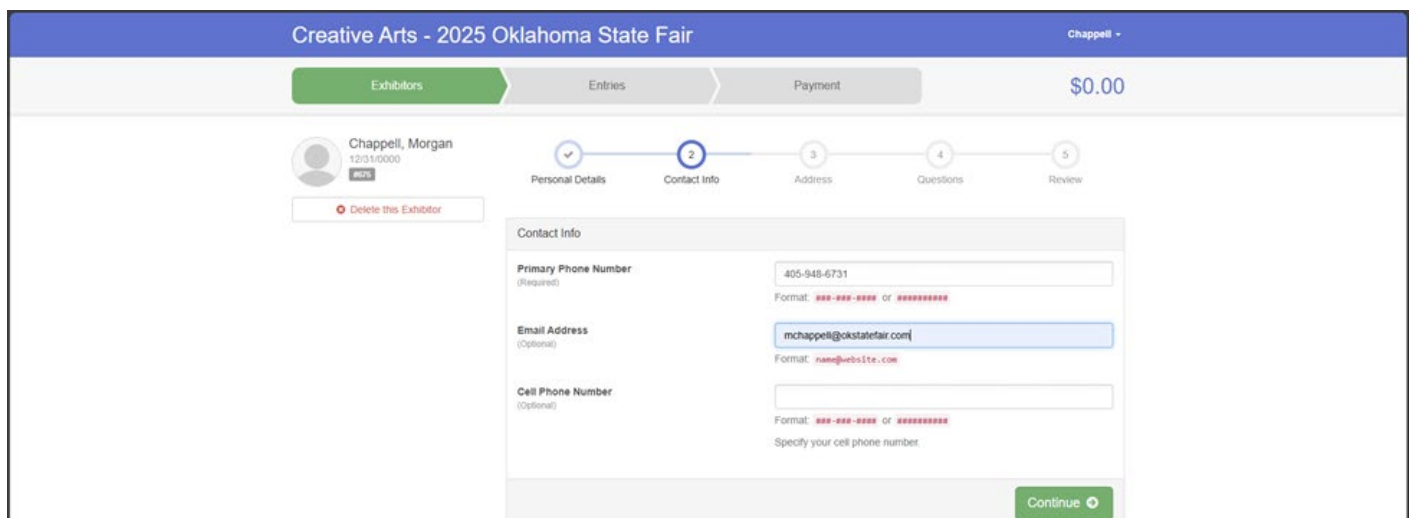 Creative Arts - 2025 Oklahoma State Fair
Chappell
Exhibitors
Entries
Payment
$0.00
Chappell, Morgan
12/31/0000
#675
Delete this Exhibitor
2
3
4
5
Personal Details
Contact Info
Address
Questions
Review
Contact Info
Primary Phone Number
(Required)
405-948-6731
Format: ###-###-#### or ##########
Email Address
(Optional)
mchappell@okstatefair.com
Format: name@website.com
Cell Phone Number
(Optional)
Format: ###-###-#### or ##########
Specify your cell phone number.
Continue